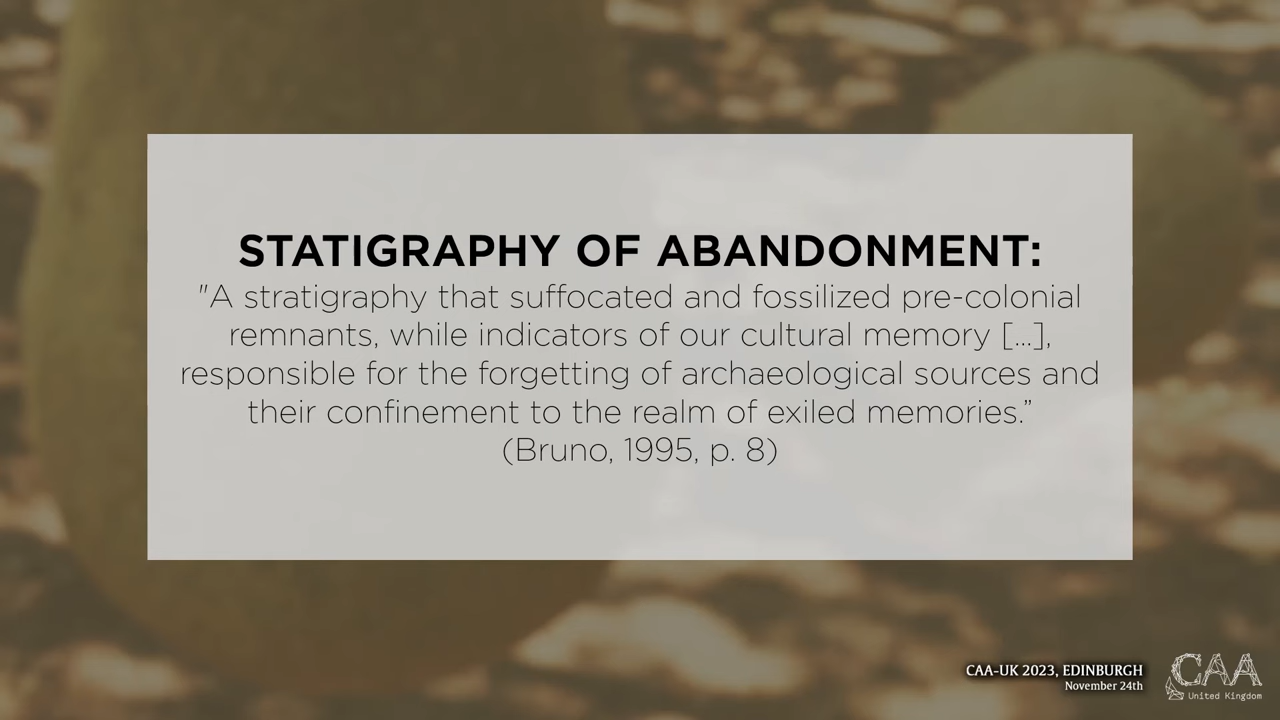 STATIGRAPHY OF ABANDONMENT:
"A stratigraphy that suffocated and fossilized pre-colonial
remnants, while indicators of our cultural memory [...],
responsible for the forgetting of archaeological sources and
their confinement to the realm of exiled memories.”
(Bruno, 1995, p. 8)
CAA-UK 2023, EDINBURGH
November 24th
CAA
United Kingdom